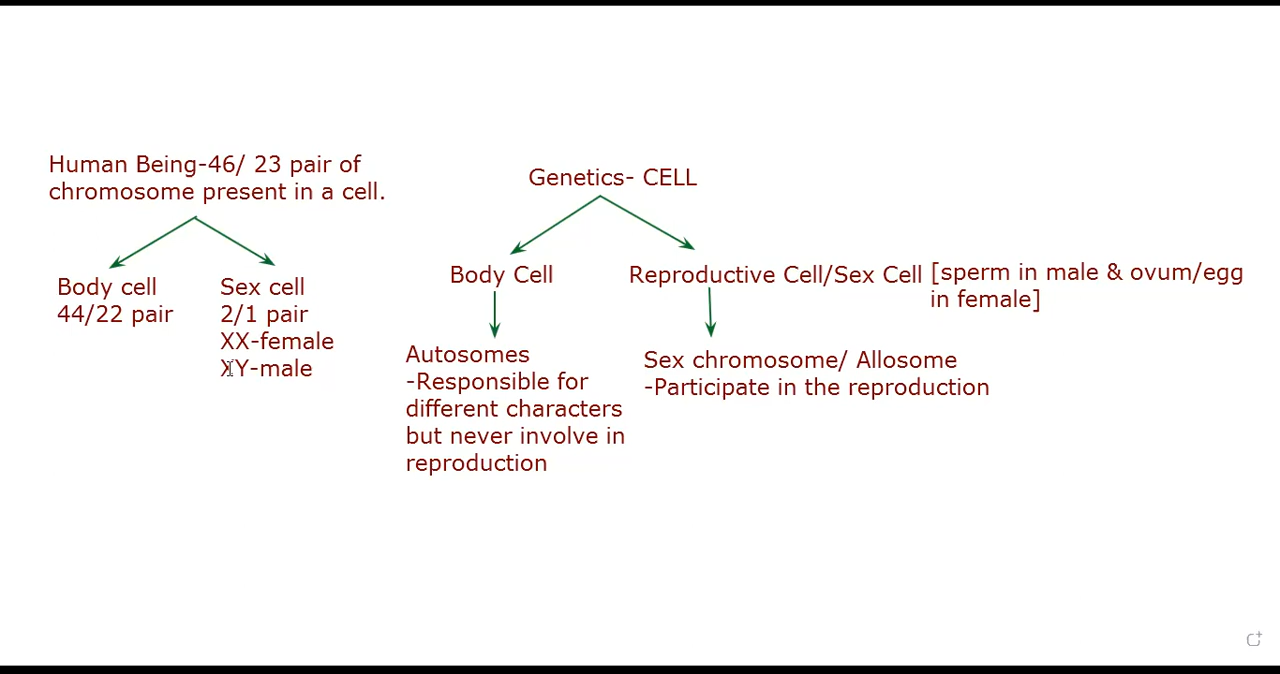 Human Being-46/ 23 pair of
chromosome present in a cell.
Body cell
44/22 pair
Sex cell
2/1 pair
XX-female
XY-male
Genetics- CELL
Body Cell
Reproductive Cell/Sex Cell [sperm in male & ovum/egg
in female]
Autosomes
-Responsible for
different characters
but never involve in
reproduction
Sex chromosome/ Allosome
-Participate in the reproduction